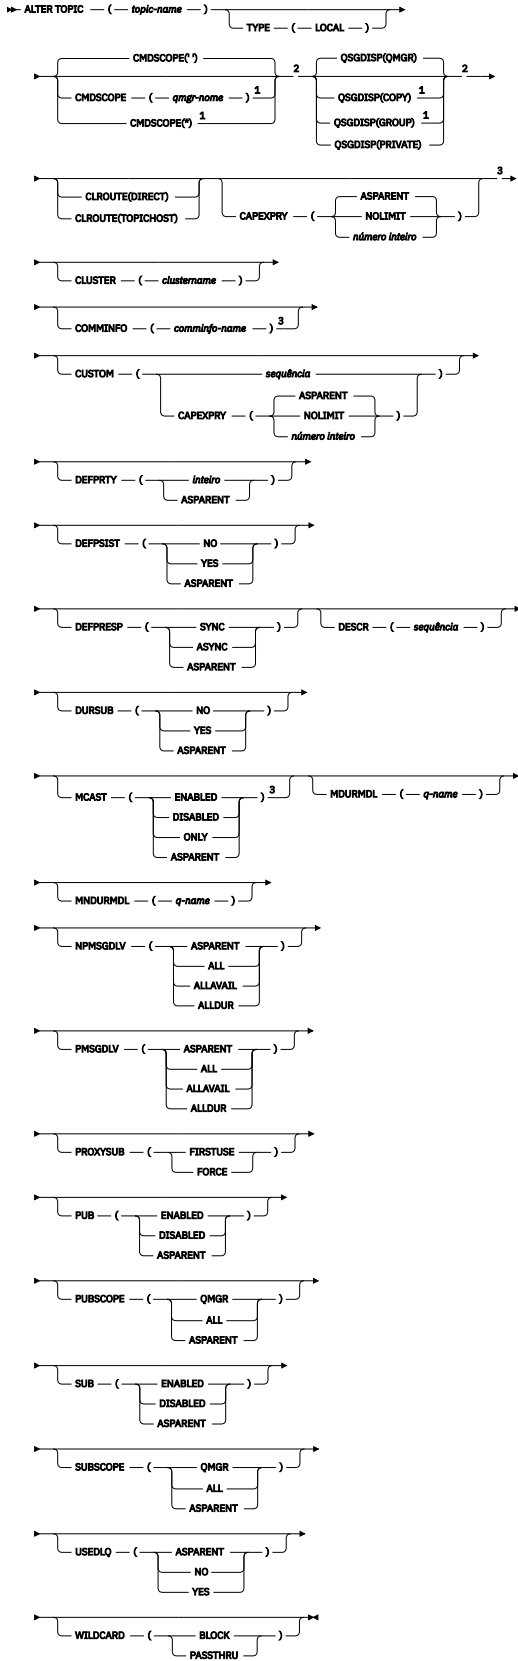 ALTER TOPIC ( topic-name )
TYPE ( LOCAL )
CMDSCOPE(' ')
CMDSCOPE ( qmgr-nome ) 1
CMDSCOPE(*) 1
2
QSGDISP(QMGR)
QSGDISP(COPY) 1
QSGDISP(GROUP) 1
QSGDISP(PRIVATE)
2
CLROUTE(DIRECT)
CLROUTE(TOPICHOST)
CAPEXPRY (
ASPARENT
NOLIMIT
número inteiro
)
3
CLUSTER ( clustername )
COMMINFO ( comminfo-name ) 3
CUSTOM ( sequência )
CAPEXPRY (
ASPARENT
NOLIMIT
número inteiro
)
DEFPRTY ( inteiro )
ASPARENT
DEFPSIST ( NO )
YES
ASPARENT
DEFPRESP ( SYNC )
ASYNC
ASPARENT
DESCR ( sequência )
DURSUB ( NO )
YES
ASPARENT
MCAST ( ENABLED ) 3
DISABLED
ONLY
ASPARENT
MDURMDL ( q-name )
MNDURMDL ( q-name )
NPMSGDLV ( ASPARENT )
ALL
ALLAVAIL
ALLDUR
PMSGDLV ( ASPARENT )
ALL
ALLAVAIL
ALLDUR
PROXYSUB ( FIRSTUSE )
FORCE
PUB ( ENABLED )
DISABLED
ASPARENT
PUBSCOPE ( QMGR )
ALL
ASPARENT
SUB ( ENABLED )
DISABLED
ASPARENT
SUBSCOPE ( QMGR )
ALL
ASPARENT
USEDLQ ( ASPARENT )
NO
YES
WILDCARD ( BLOCK )
PASSTHRU